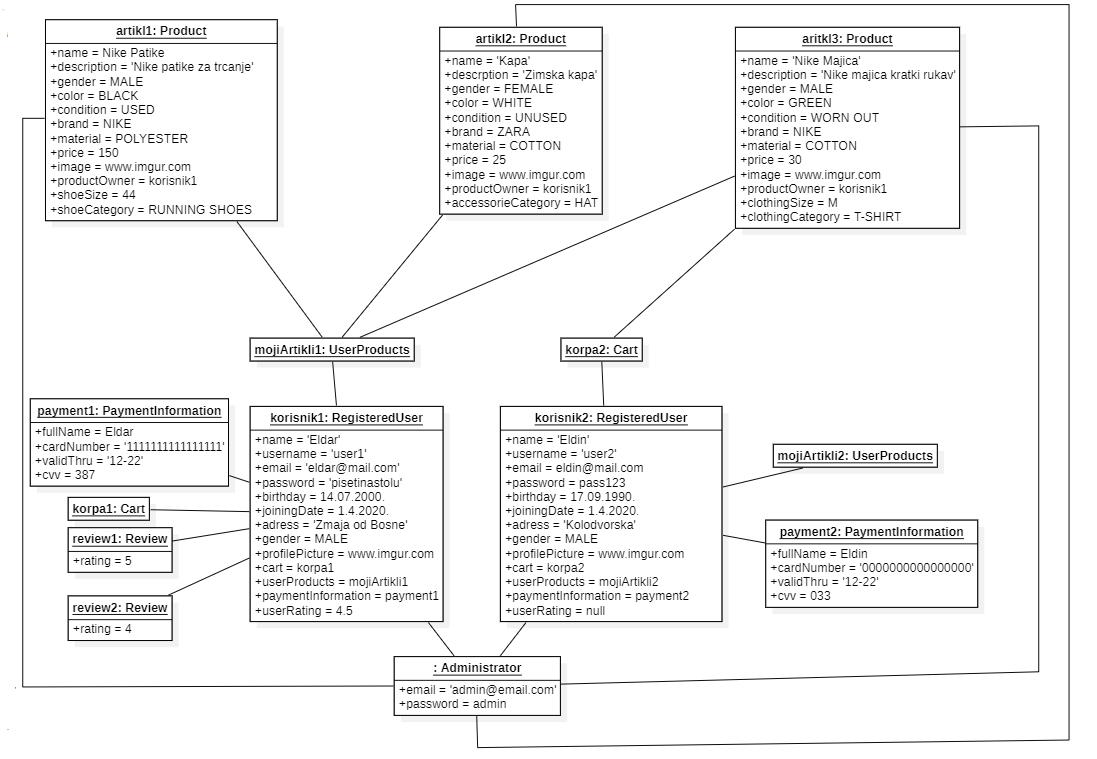 artikl1: Product
+name = Nike Patike
+description = 'Nike patike za trcanje'
+gender = MALE
+color = BLACK
+condition = USED
+brand = NIKE
+material = POLYESTER
+price = 150
+image = www.imgur.com
+productOwner = korisnik1
+shoeSize = 44
+shoeCategory = RUNNING SHOES
artikl2: Product
+name = 'Kapa'
+descrption = 'Zimska kapa'
+gender = FEMALE
+color = WHITE
+condition = UNUSED
+brand = ZARA
+material = COTTON
+price = 25
+image = www.imgur.com
+productOwner = korisnik1
+accessorieCategory = HAT
aritkl3: Product
+name = 'Nike Majica'
+description = 'Nike majica kratki rukav'
+gender = MALE
+color = GREEN
+condition = WORN OUT
+brand = NIKE
+material = COTTON
+price = 30
+image = www.imgur.com
+productOwner = korisnik1
+clothingSize = M
+clothingCategory = T-SHIRT
mojiArtikli1: UserProducts
korpa2: Cart
payment1: PaymentInformation
+fullName = Eldar
+cardNumber = '1111111111111111'
+validThru = '12-22'
+cvv = 387
korpa1: Cart
review1: Review
+rating = 5
review2: Review
+rating = 4
korisnik1: RegisteredUser
+name = 'Eldar'
+username = 'user1'
+email = 'eldar@mail.com'
+password = 'pisetinastolu'
+birthday = 14.07.2000.
+joiningDate = 1.4.2020.
+adress = 'Zmaja od Bosne'
+gender = MALE
+profilePicture = www.imgur.com
+cart = korpa1
+userProducts = mojiArtikli1
+paymentInformation = payment1
+userRating = 4.5
korisnik2: RegisteredUser
+name = 'Eldin'
+username = 'user2'
+email = eldin@mail.com
+password = pass123
+birthday = 17.09.1990.
+joiningDate = 1.4.2020.
+adress = 'Kolodvorska'
+gender = MALE
+profilePicture = www.imgur.com
+cart = korpa2
+userProducts = mojiArtikli2
+paymentInformation = payment2
+userRating = null
mojiArtikli2: UserProducts
payment2: PaymentInformation
+fullName = Eldin
+cardNumber = '0000000000000000'
+validThru = '12-22'
+cvv = 033
: Administrator
+email = 'admin@email.com'
+password = admin